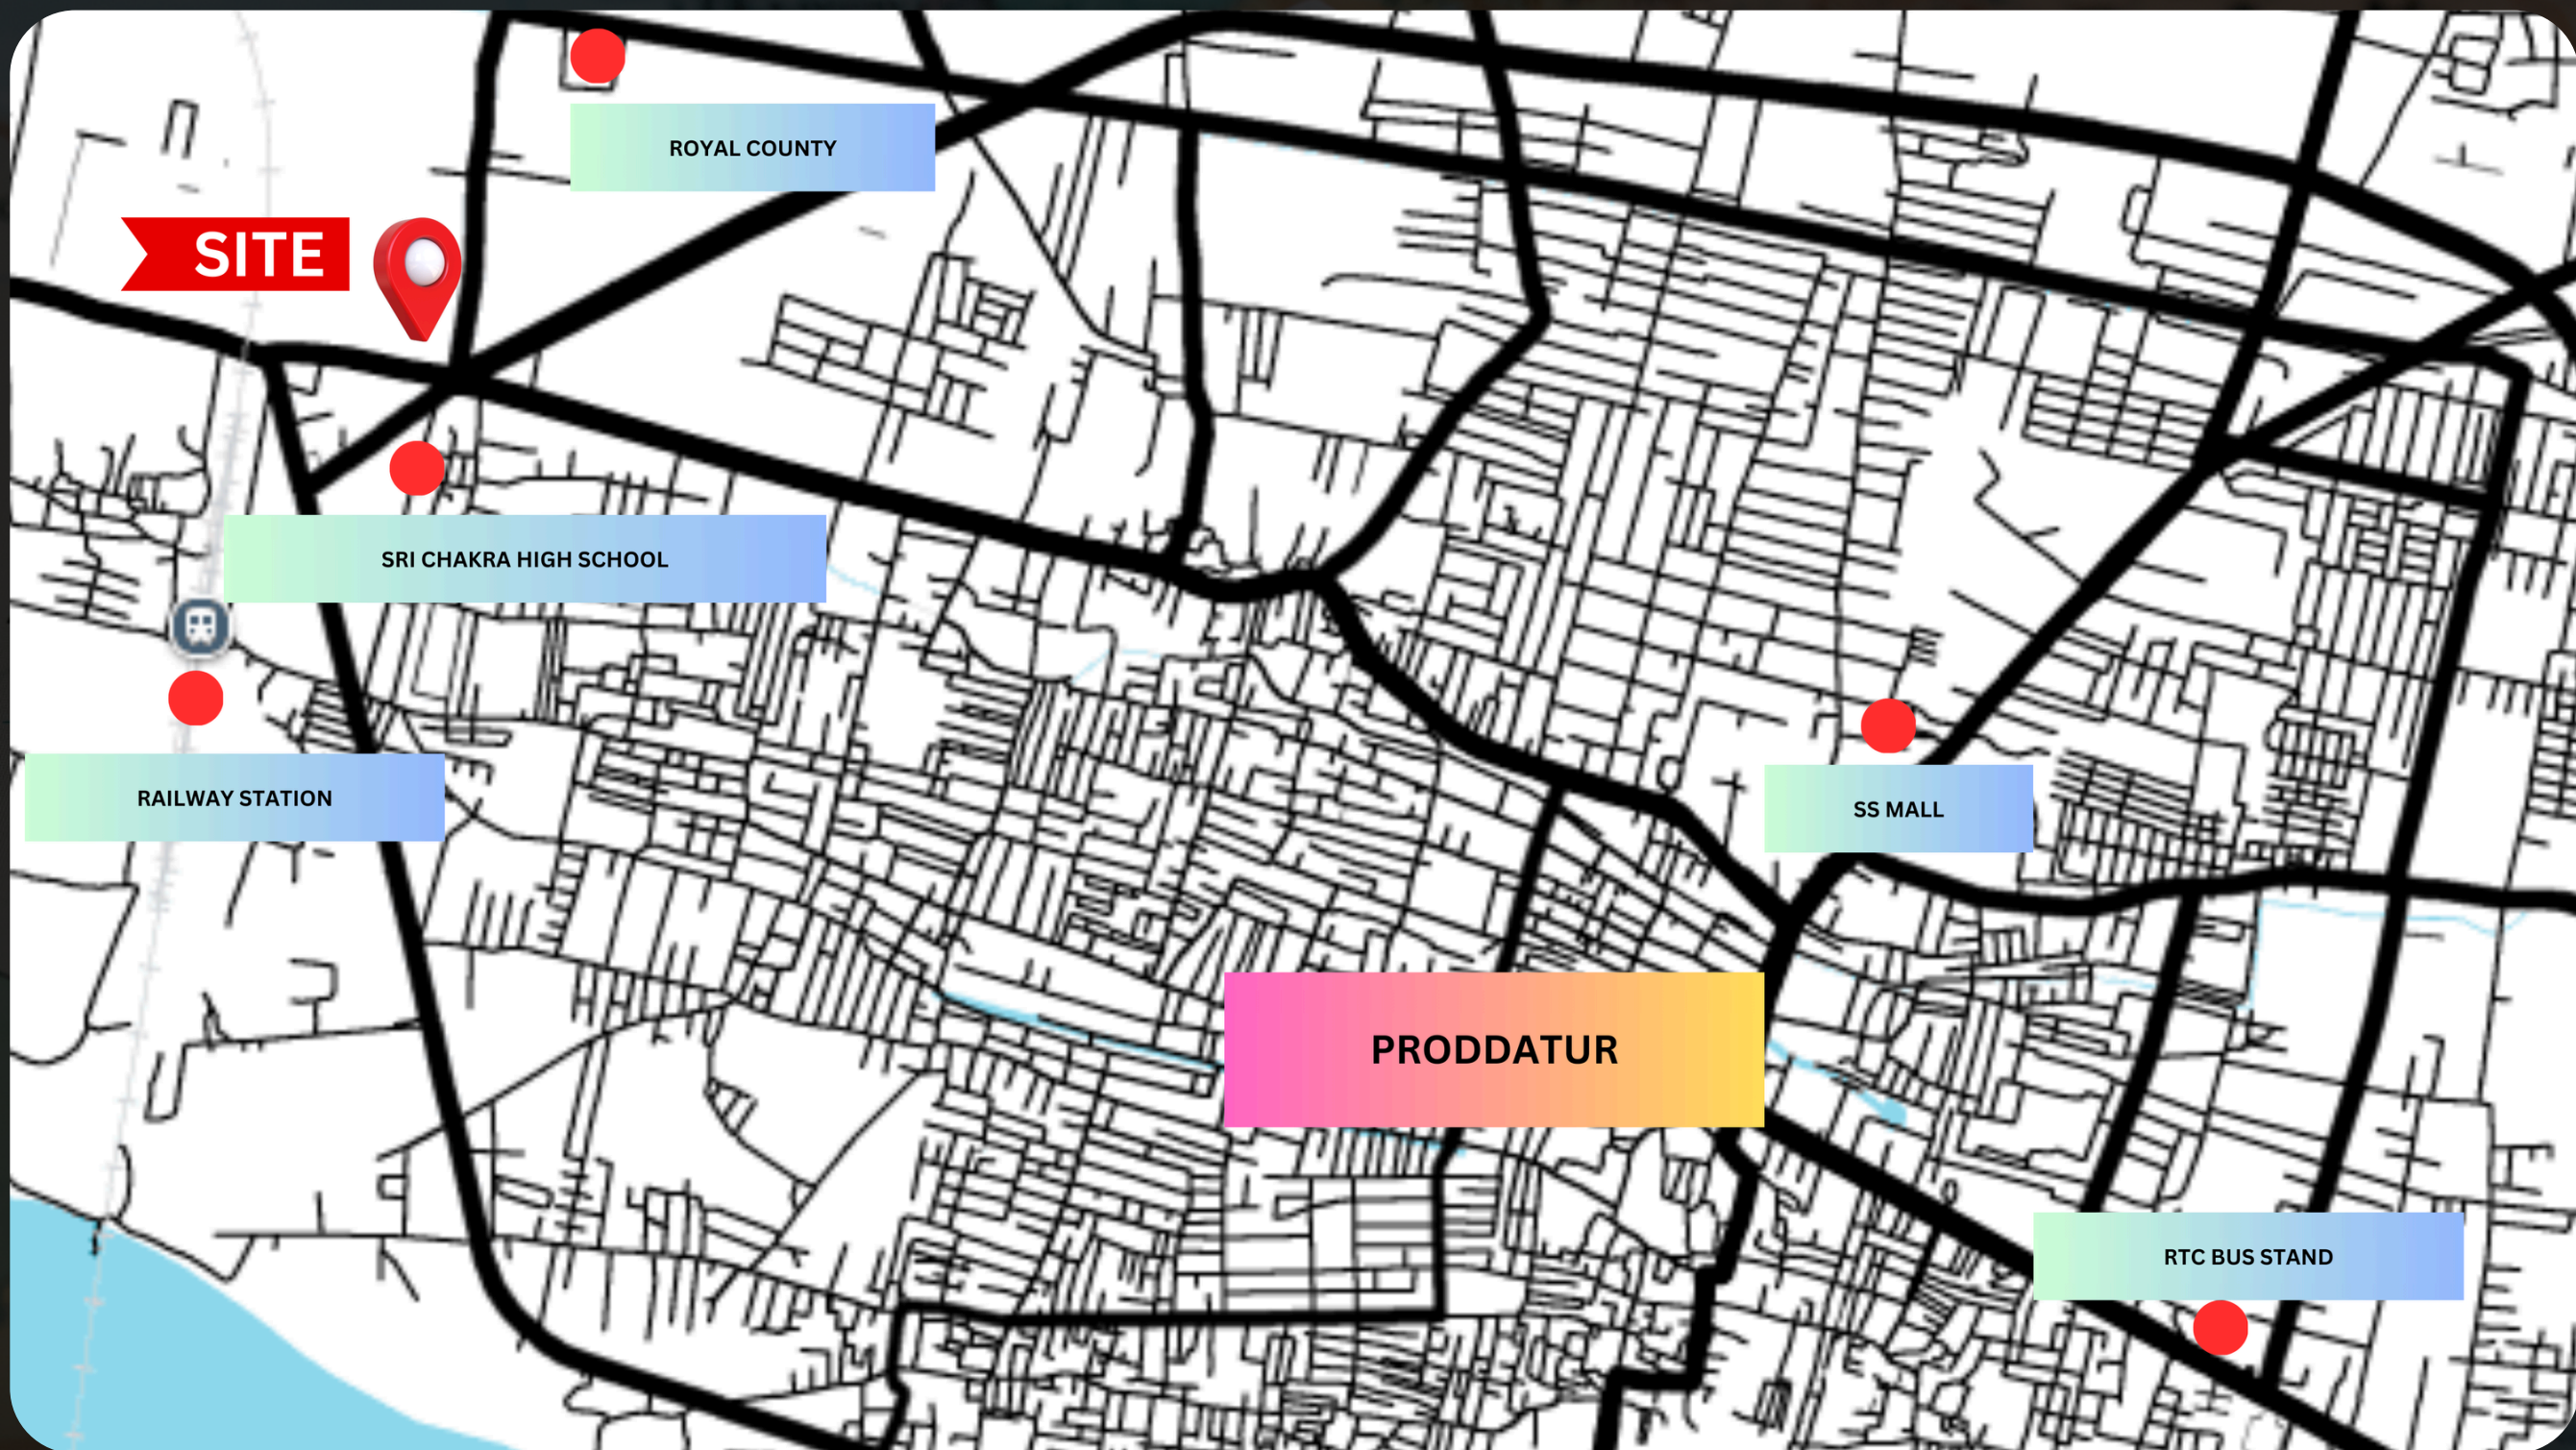 ROYAL COUNTY
SITE
SRI CHAKRA HIGH SCHOOL
RAILWAY STATION
SS MALL
PRODDATUR
RTC BUS STAND